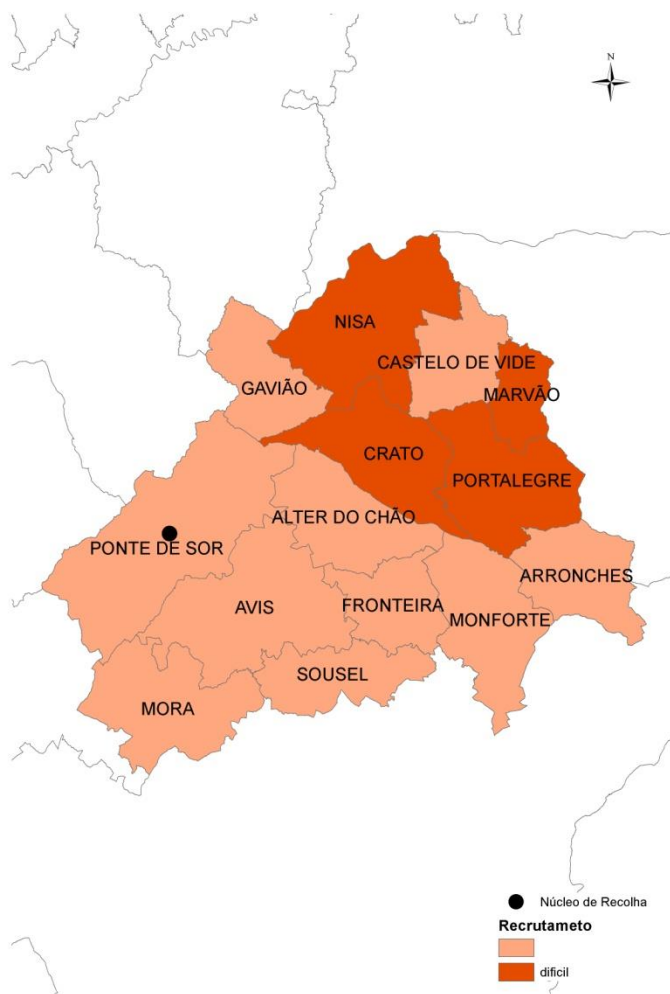 N
NISA
CASTELO DE VIDE
GAVIÃO
MARVÃO
CRATO
PORTALEGRE
ALTER DO CHÃO
PONTE DE SOR
ARRONCHES
AVIS
FRONTEIRA
MONFORTE
SOUSEL
MORA
Núcleo de Recolha
Recrutameto
dificil